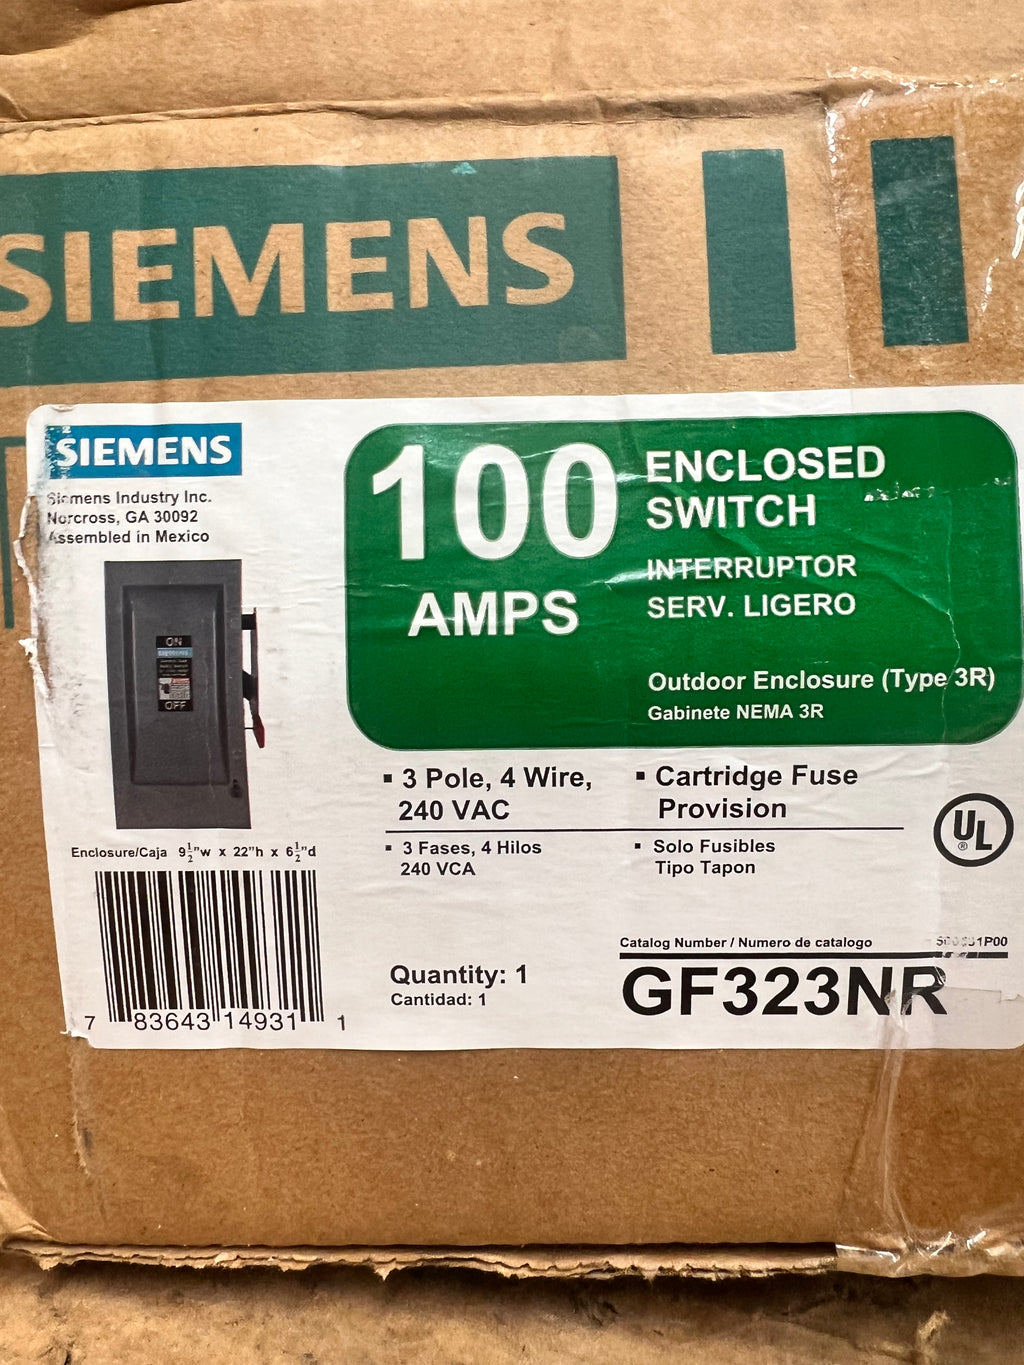 SIEMENS
SIEMENS
Siemens Industry Inc.
Norcross, GA 30092
Assembled in Mexico
100
AMPS
ENCLOSED
SWITCH
INTERRUPTOR
SERV. LIGERO
Outdoor Enclosure (Type 3R)
Gabinete NEMA 3R
ON
OFF
▪ 3 Pole, 4 Wire,
240 VAC
▪ Cartridge Fuse
Provision
▪ 3 Fases, 4 Hilos
240 VCA
▪ Solo Fusibles
Tipo Tapon
UL
®
Enclosure/Caja 9½"w x 22"h x 6½"d
7 83643 14931 1
Quantity: 1
Cantidad: 1
Catalog Number / Numero de catalogo
GF323NR